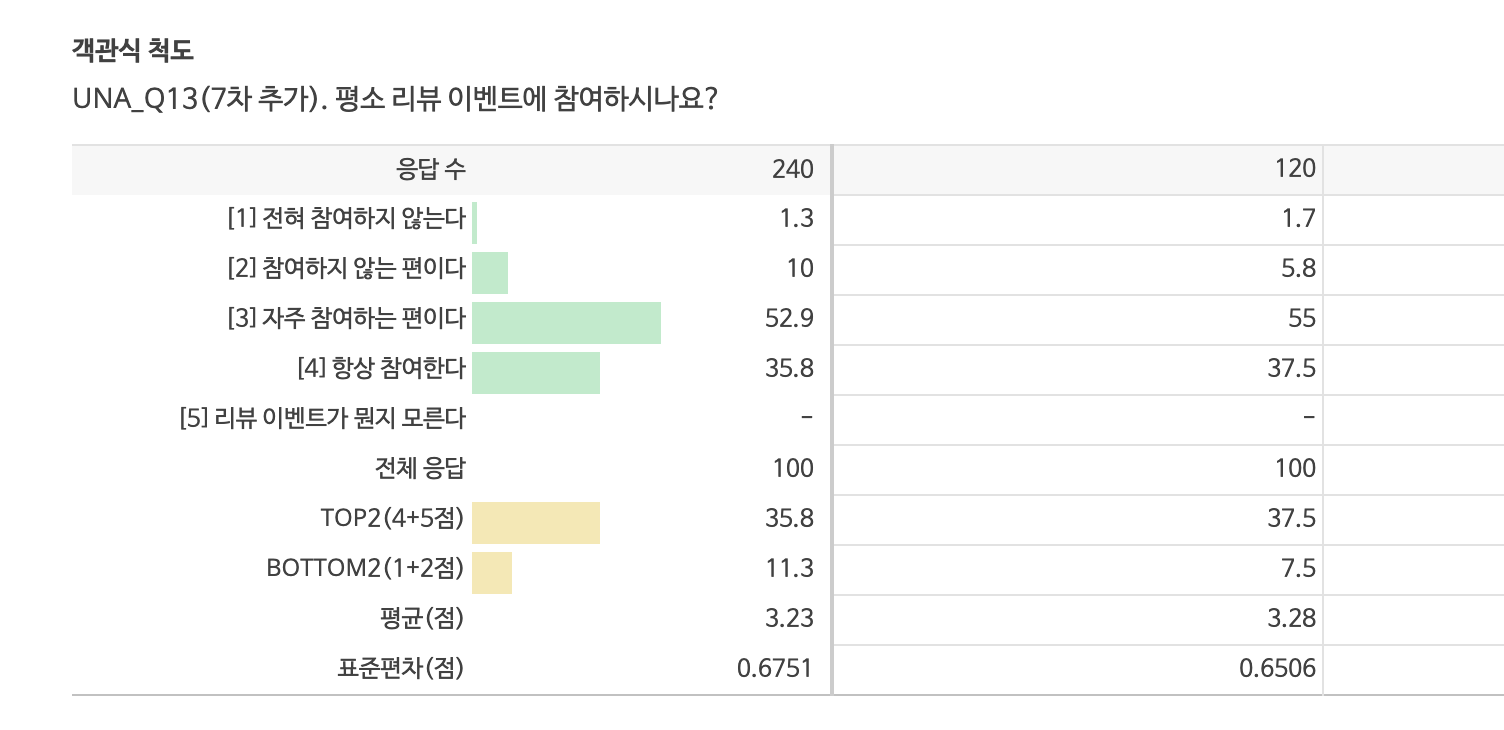 객관식 척도
UNA_Q13(7차 추가). 평소 리뷰 이벤트에 참여하시나요?
응답 수 240 120
[1] 전혀 참여하지 않는다 1.3 1.7
[2] 참여하지 않는 편이다 10 5.8
[3] 자주 참여하는 편이다 52.9 55
[4] 항상 참여한다 35.8 37.5
[5] 리뷰 이벤트가 뭔지 모른다 – –
전체 응답 100 100
TOP2(4+5점) 35.8 37.5
BOTTOM2(1+2점) 11.3 7.5
평균(점) 3.23 3.28
표준편차(점) 0.6751 0.6506